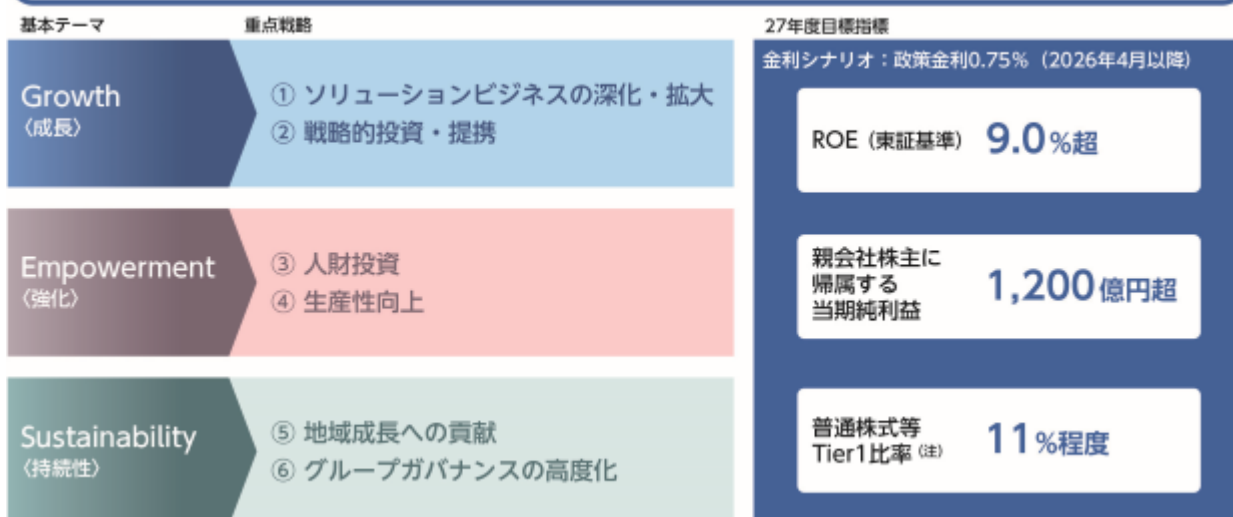 基本テーマ
重点戦略
27年度目標指標
Growth
〈成長〉
① ソリューションビジネスの深化・拡大
② 戦略的投資・提携
Empowerment
〈強化〉
③ 人財投資
④ 生産性向上
Sustainability
〈持続性〉
⑤ 地域成長への貢献
⑥ グループガバナンスの高度化
金利シナリオ：政策金利0.75%（2026年4月以降）
ROE（東証基準） 9.0%超
親会社株主に
帰属する
当期純利益
1,200億円超
普通株式等
Tier1比率（注）
11%程度